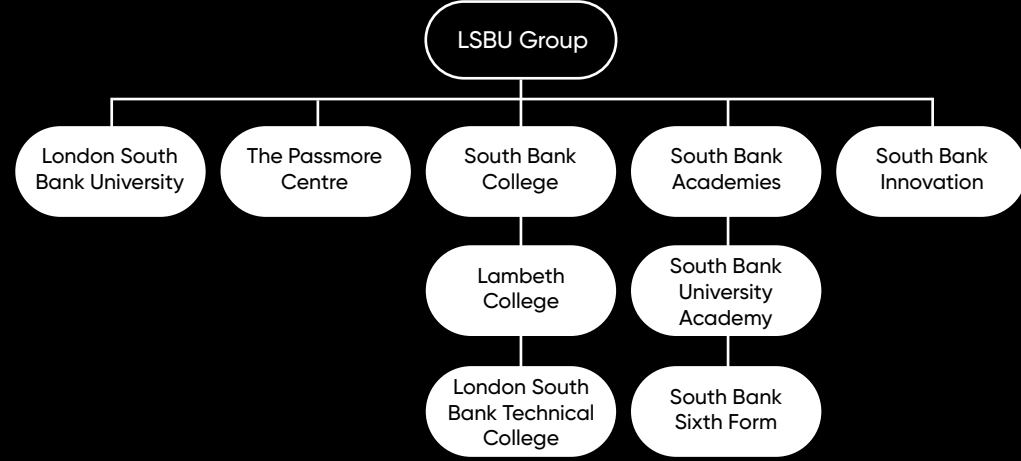 LSBU Group
London South
Bank University
The Passmore
Centre
South Bank
College
South Bank
Academies
South Bank
Innovation
Lambeth
College
South Bank
University
Academy
London South
Bank Technical
College
South Bank
Sixth Form